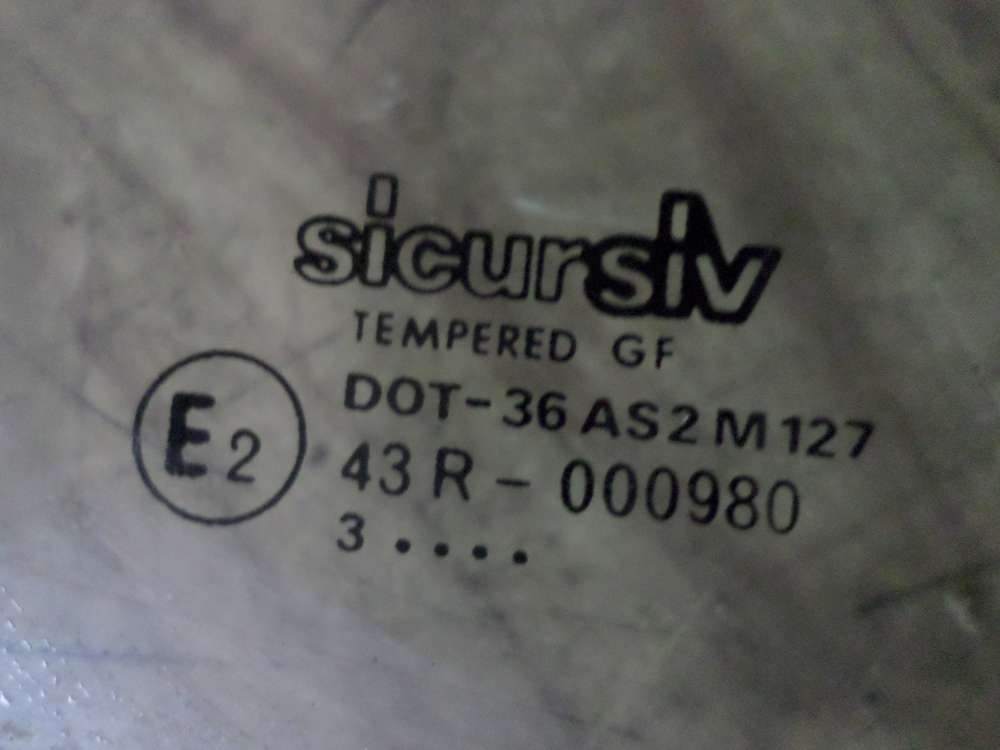 sicursiv
TEMPERED GF
DOT-36 AS2 M127
E2
43R - 000980
3 ....